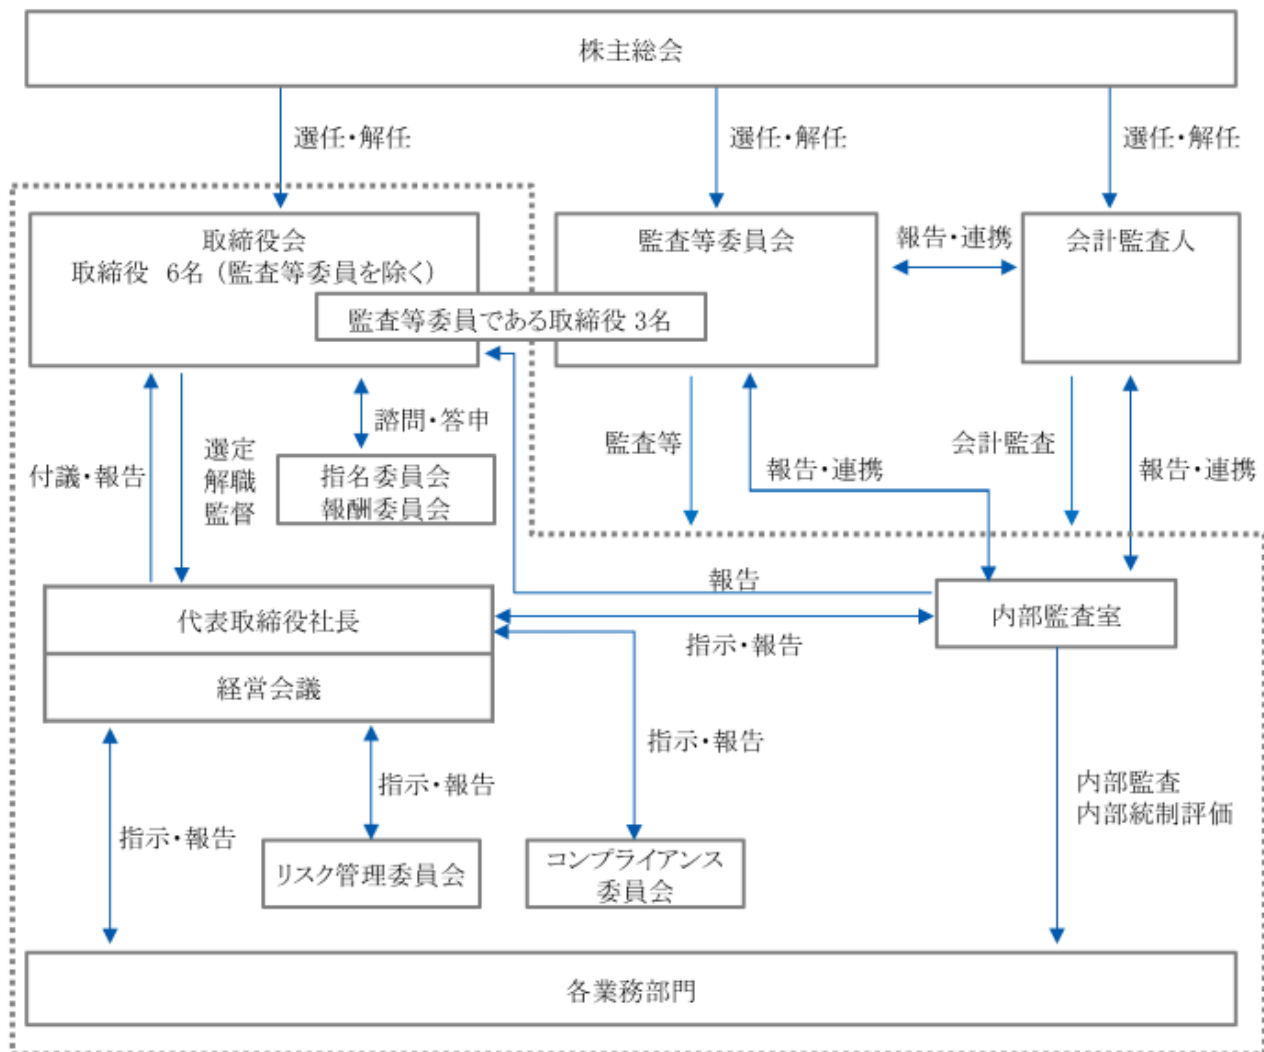 株主総会
選任・解任
選任・解任
選任・解任
取締役会
取締役 6名（監査等委員を除く）
監査等委員会
報告・連携
会計監査人
監査等委員である取締役 3名
諮問・答申
付議・報告
選定
解職
監督
指名委員会
報酬委員会
監査等
報告・連携
会計監査
報告・連携
報告
代表取締役社長
経営会議
指示・報告
内部監査室
指示・報告
指示・報告
指示・報告
内部監査
内部統制評価
リスク管理委員会
コンプライアンス
委員会
各業務部門